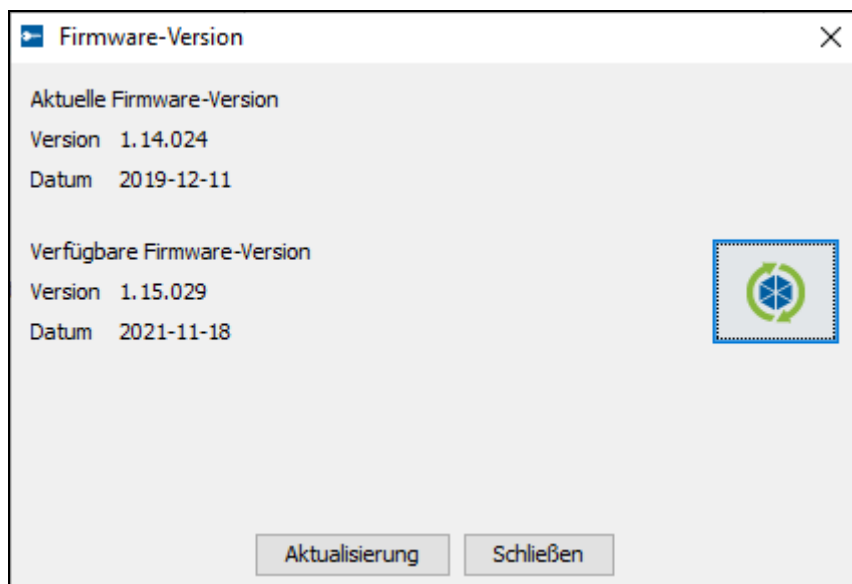 Firmware-Version
Aktuelle Firmware-Version
Version 1.14.024
Datum 2019-12-11
Verfügbare Firmware-Version
Version 1.15.029
Datum 2021-11-18
Aktualisierung Schließen